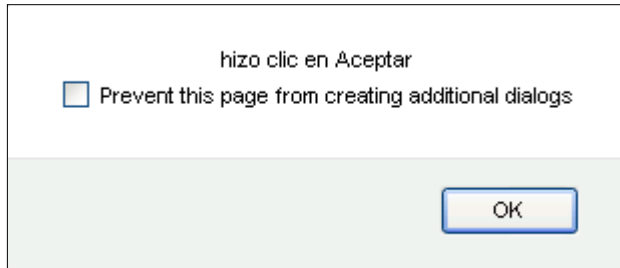 hizo clic en Aceptar
Prevent this page from creating additional dialogs
OK